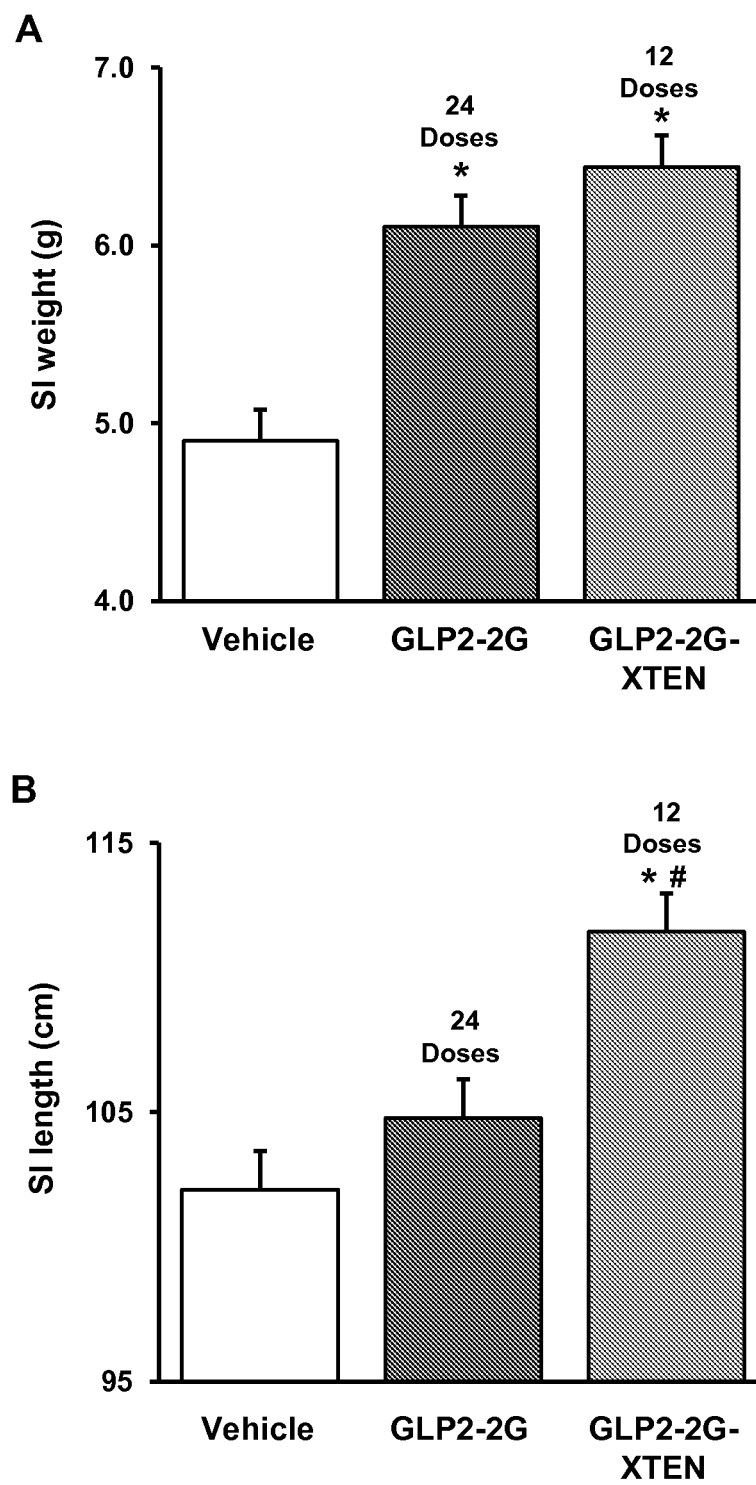 A
7.0
6.0
5.0
4.0
SI weight (g)
24
Doses
*
12
Doses
*
Vehicle
GLP2-2G
GLP2-2G-
XTEN
B
115
105
95
SI length (cm)
24
Doses
12
Doses
* #
Vehicle
GLP2-2G
GLP2-2G-
XTEN